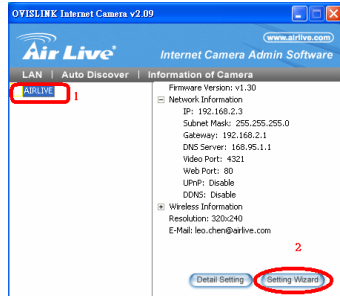 OVISLINK Internet Camera v2.09
Air Live
www.airlive.com
Internet Camera Admin Software
LAN | Auto Discover | Information of Camera
AIRLIVE
1
Firmware Version: v1.30
Network Information
IP: 192.168.2.3
Subnet Mask: 255.255.255.0
Gateway: 192.168.2.1
DNS Server: 168.95.1.1
Video Port: 4321
Web Port: 80
UPnP: Disable
DDNS: Disable
Wireless Information
Resolution: 320x240
E-Mail: leo.chen@airlive.com
2
Detail Setting
Setting Wizard